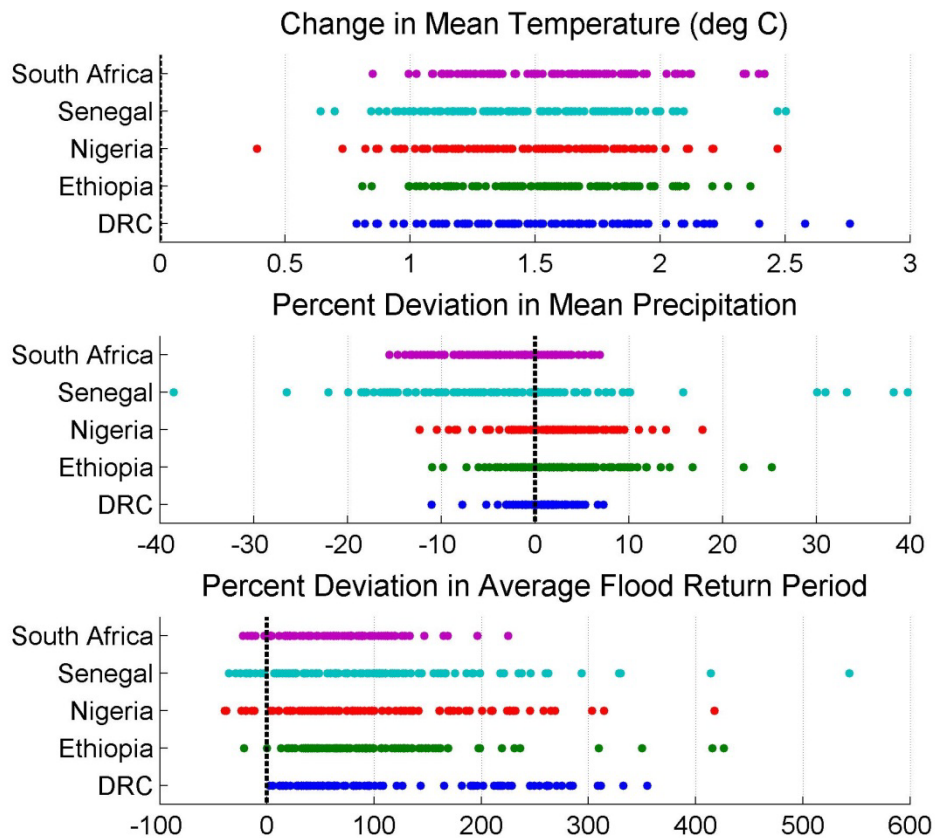 Change in Mean Temperature (deg C)
South Africa
Senegal
Nigeria
Ethiopia
DRC
0 0.5 1 1.5 2 2.5 3
Percent Deviation in Mean Precipitation
South Africa
Senegal
Nigeria
Ethiopia
DRC
-40 -30 -20 -10 0 10 20 30 40
Percent Deviation in Average Flood Return Period
South Africa
Senegal
Nigeria
Ethiopia
DRC
-100 0 100 200 300 400 500 600